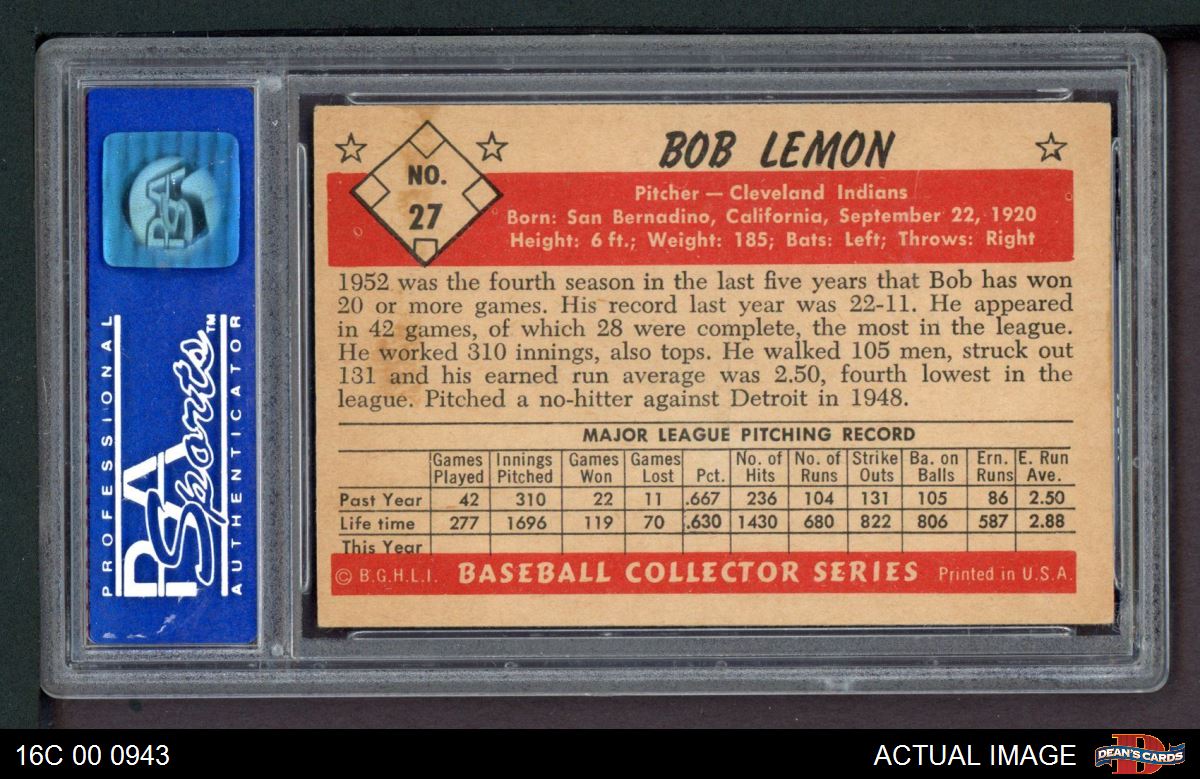 BOB LEMON
NO.
27
Pitcher — Cleveland Indians
Born: San Bernadino, California, September 22, 1920
Height: 6 ft.; Weight: 185; Bats: Left; Throws: Right
1952 was the fourth season in the last five years that Bob has won
20 or more games. His record last year was 22-11. He appeared
in 42 games, of which 28 were complete, the most in the league.
He worked 310 innings, also tops. He walked 105 men, struck out
131 and his earned run average was 2.50, fourth lowest in the
league. Pitched a no-hitter against Detroit in 1948.
MAJOR LEAGUE PITCHING RECORD
Games Innings Games Games No. of No. of Strike Ba. on Ern. E. Run
Played Pitched Won Lost Pct. Hits Runs Outs Balls Runs Ave.
Past Year 42 310 22 11 .667 236 104 131 105 86 2.50
Life time 277 1696 119 70 .630 1430 680 822 806 587 2.88
This Year
© B.G.H.L.I. BASEBALL COLLECTOR SERIES Printed in U.S.A.
PSA
PROFESSIONAL
PSA Sports™
AUTHENTICATOR
16C 00 0943
ACTUAL IMAGE
D
DEAN'S CARDS